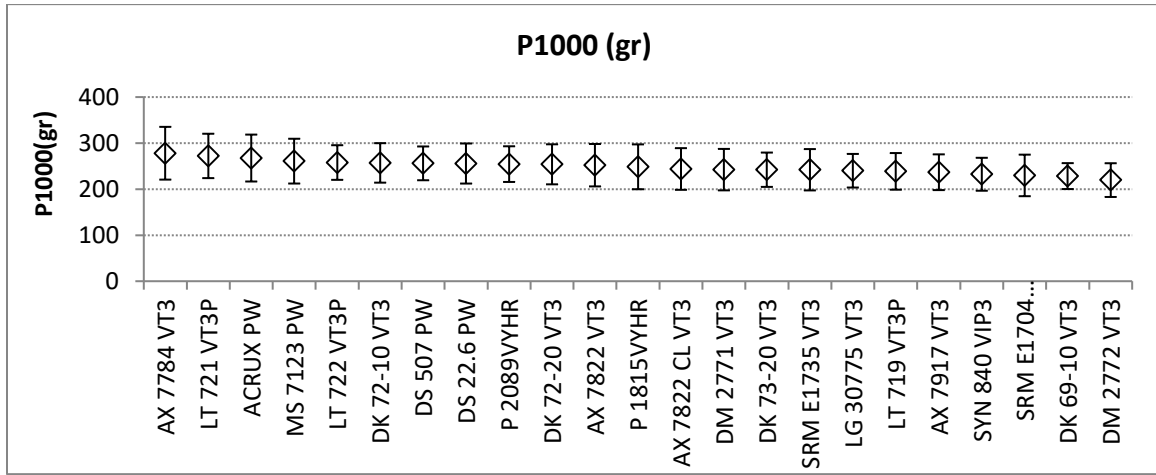 P1000 (gr)
P1000(gr)
400
300
200
100
0
AX 7784 VT3
LT 721 VT3P
ACRUX PW
MS 7123 PW
LT 722 VT3P
DK 72-10 VT3
DS 507 PW
DS 22.6 PW
P 2089VYHR
DK 72-20 VT3
AX 7822 VT3
P 1815VYHR
AX 7822 CL VT3
DM 2771 VT3
DK 73-20 VT3
SRM E1735 VT3
LG 30775 VT3
LT 719 VT3P
AX 7917 VT3
SYN 840 VIP3
SRM E1704...
DK 69-10 VT3
DM 2772 VT3